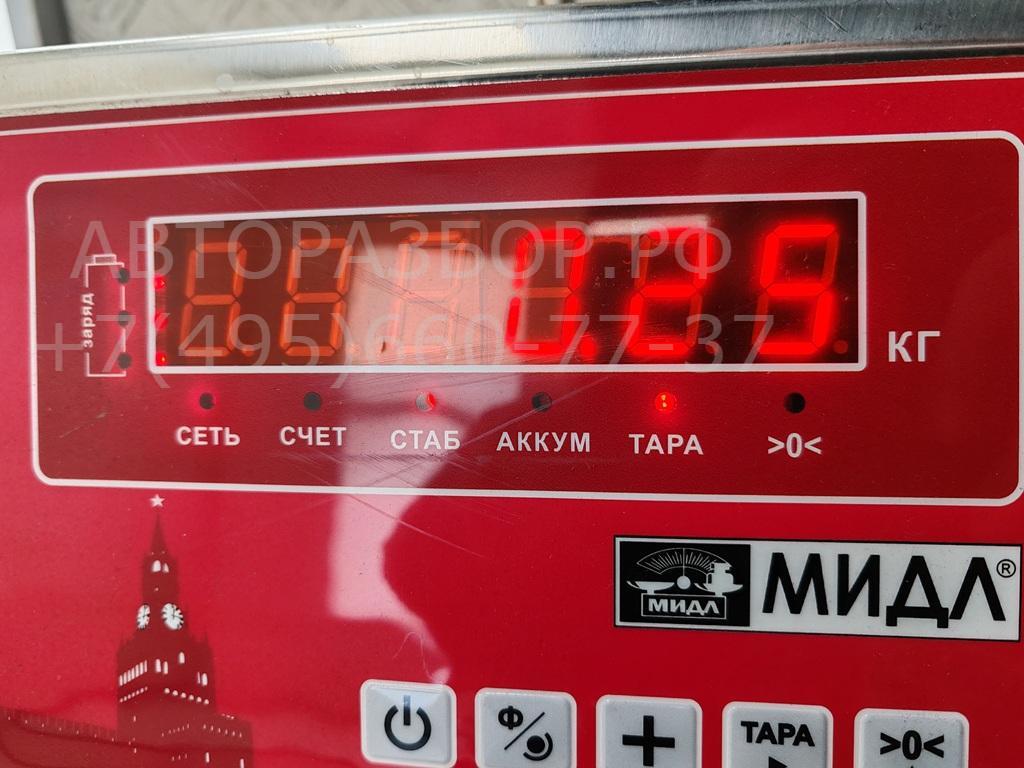 АВТОРАЗБОР.РФ
+7(495)660-77-37
заряд
0.25
КГ
СЕТЬ СЧЕТ СТАБ АККУМ ТАРА >0<
МИДЛ МИДЛ®
Ф + ТАРА >0<